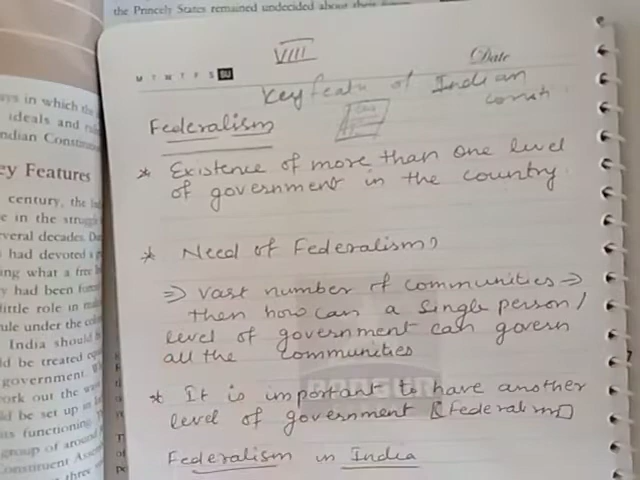 the Princely States remained undecided about their
VIII
Date
M T W T F S SU
Key featu of Indian
consti
Federalism
* Existence of more than one level
of government in the country
* Need of Federalism?
⇒ Vast number of communities ⇒
then how can a single person /
level of government can govern
all the communities
* It is important to have another
level of government [Federalism]
Federalism in India
ays in which the
ideals and
ndian Constitution
ey Features
century, the
e in the struggle
veral decades.
had devoted a
ing what a free
y had been
little role in
ule under the
India should
d be treated
government.
ork out the
ld be set up in
its functioning
group of around
Constituent Assem
three